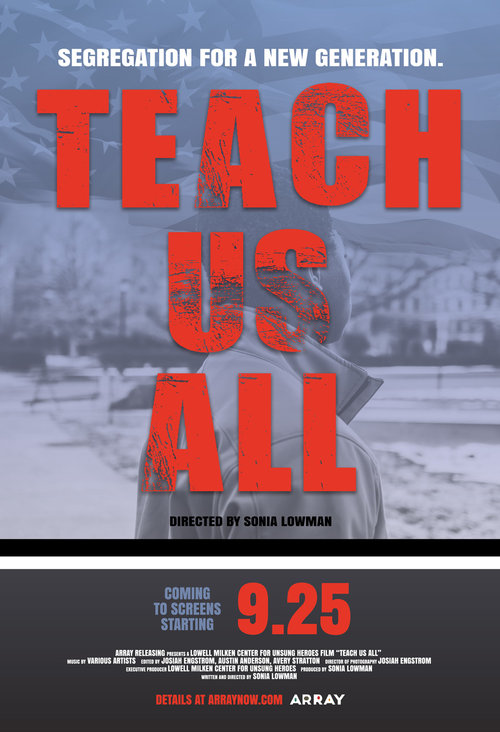 SEGREGATION FOR A NEW GENERATION.
TEACH
US
ALL
DIRECTED BY SONIA LOWMAN
COMING
TO SCREENS
STARTING
9.25
ARRAY RELEASING PRESENTS A LOWELL MILKEN CENTER FOR UNSUNG HEROES FILM "TEACH US ALL"
MUSIC BY VARIOUS ARTISTS EDITED BY JOSIAH ENGSTROM, AUSTIN ANDERSON, AVERY STRATTON DIRECTOR OF PHOTOGRAPHY JOSIAH ENGSTROM
EXECUTIVE PRODUCER LOWELL MILKEN CENTER FOR UNSUNG HEROES PRODUCED BY SONIA LOWMAN
WRITTEN AND DIRECTED BY SONIA LOWMAN
DETAILS AT ARRAYNOW.COM ARRAY